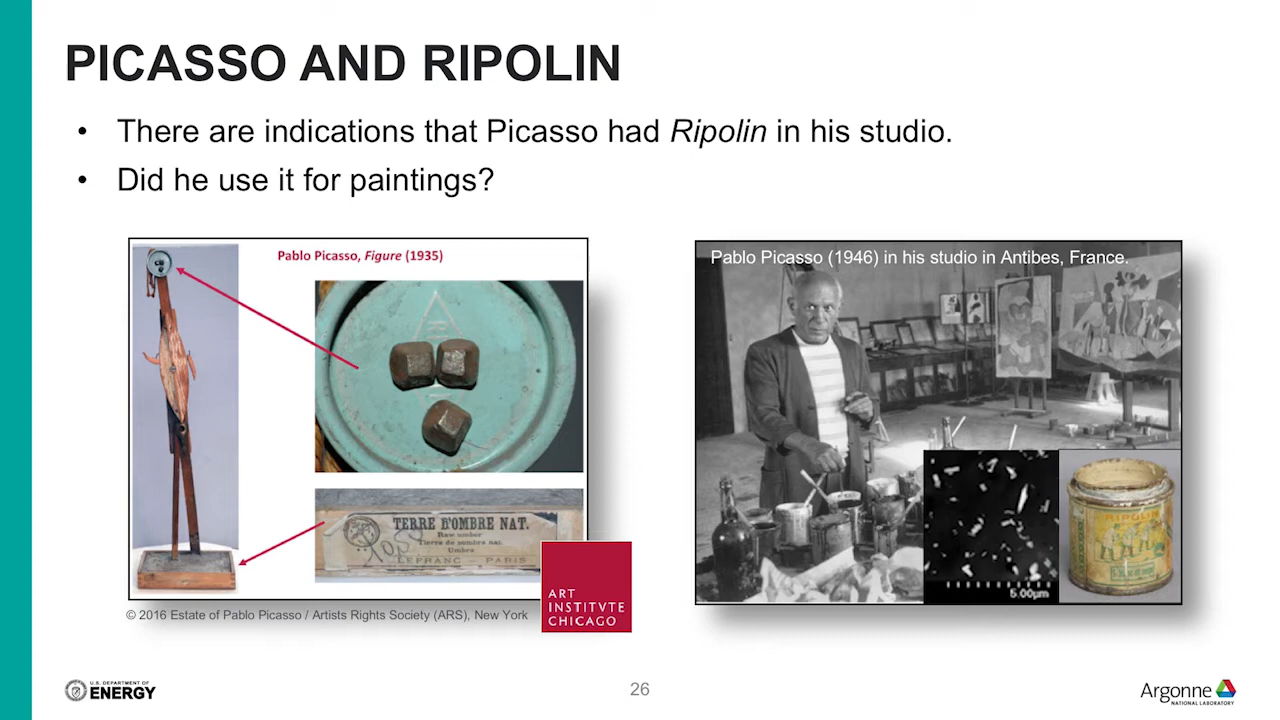 PICASSO AND RIPOLIN
• There are indications that Picasso had Ripolin in his studio.
• Did he use it for paintings?
Pablo Picasso, Figure (1935)
TERRE D'OMBRE NAT.
Raw umber
Tierra de sombra nat.
Umbra
LEFRANC PARIS
ART
INSTITVTE
CHICAGO
© 2016 Estate of Pablo Picasso / Artists Rights Society (ARS), New York
Pablo Picasso (1946) in his studio in Antibes, France.
5.00µm
RIPOLIN
U.S. DEPARTMENT OF
ENERGY
26
Argonne
NATIONAL LABORATORY